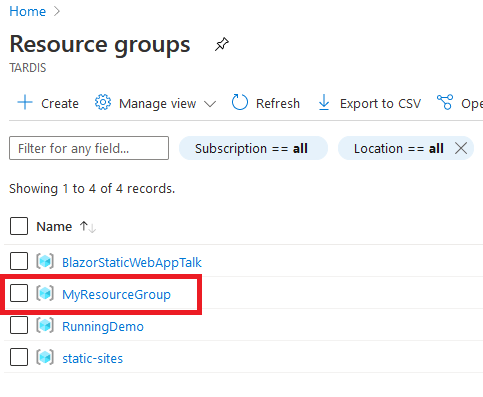 Home
Resource groups
TARDIS
Create Manage view Refresh Export to CSV Ope
Filter for any field... Subscription == all Location == all
Showing 1 to 4 of 4 records.
Name ↑↓
BlazorStaticWebAppTalk
MyResourceGroup
RunningDemo
static-sites